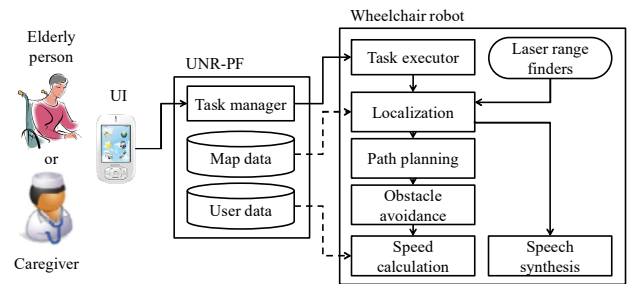 Elderly
person
or
Caregiver
UI
UNR-PF
Task manager
Map data
User data
Wheelchair robot
Task executor
Laser range
finders
Localization
Path planning
Obstacle
avoidance
Speed
calculation
Speech
synthesis